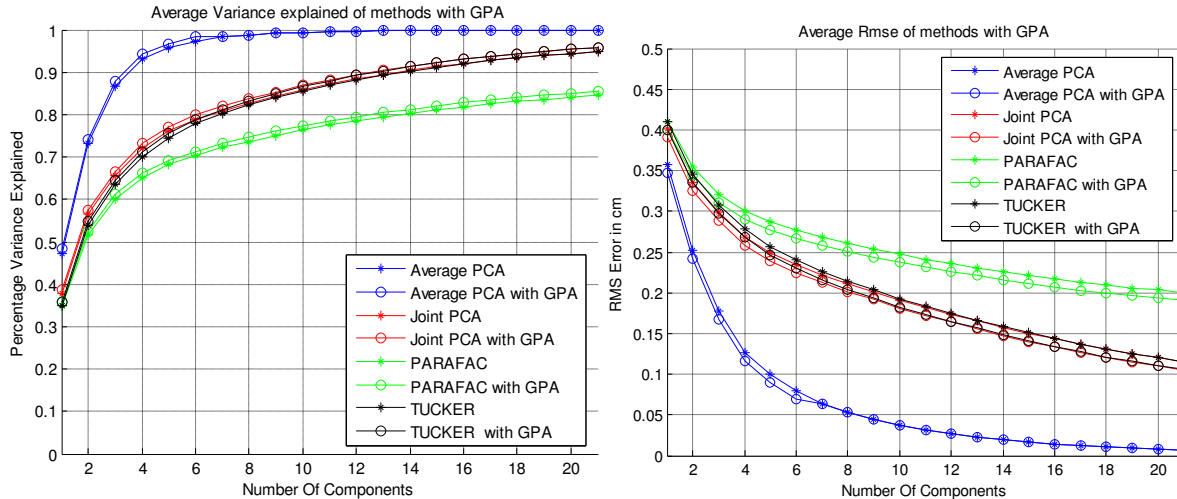 Average Variance explained of methods with GPA
Percentage Variance Explained
1
0.9
0.8
0.7
0.6
0.5
0.4
0.3
0.2
0.1
0
2
4
6
8
10
12
14
16
18
20
Number Of Components
Average PCA
Average PCA with GPA
Joint PCA
Joint PCA with GPA
PARAFAC
PARAFAC with GPA
TUCKER
TUCKER with GPA
Average Rmse of methods with GPA
RMS Error in cm
0.5
0.45
0.4
0.35
0.3
0.25
0.2
0.15
0.1
0.05
0
2
4
6
8
10
12
14
16
18
20
Number Of Components
Average PCA
Average PCA with GPA
Joint PCA
Joint PCA with GPA
PARAFAC
PARAFAC with GPA
TUCKER
TUCKER with GPA